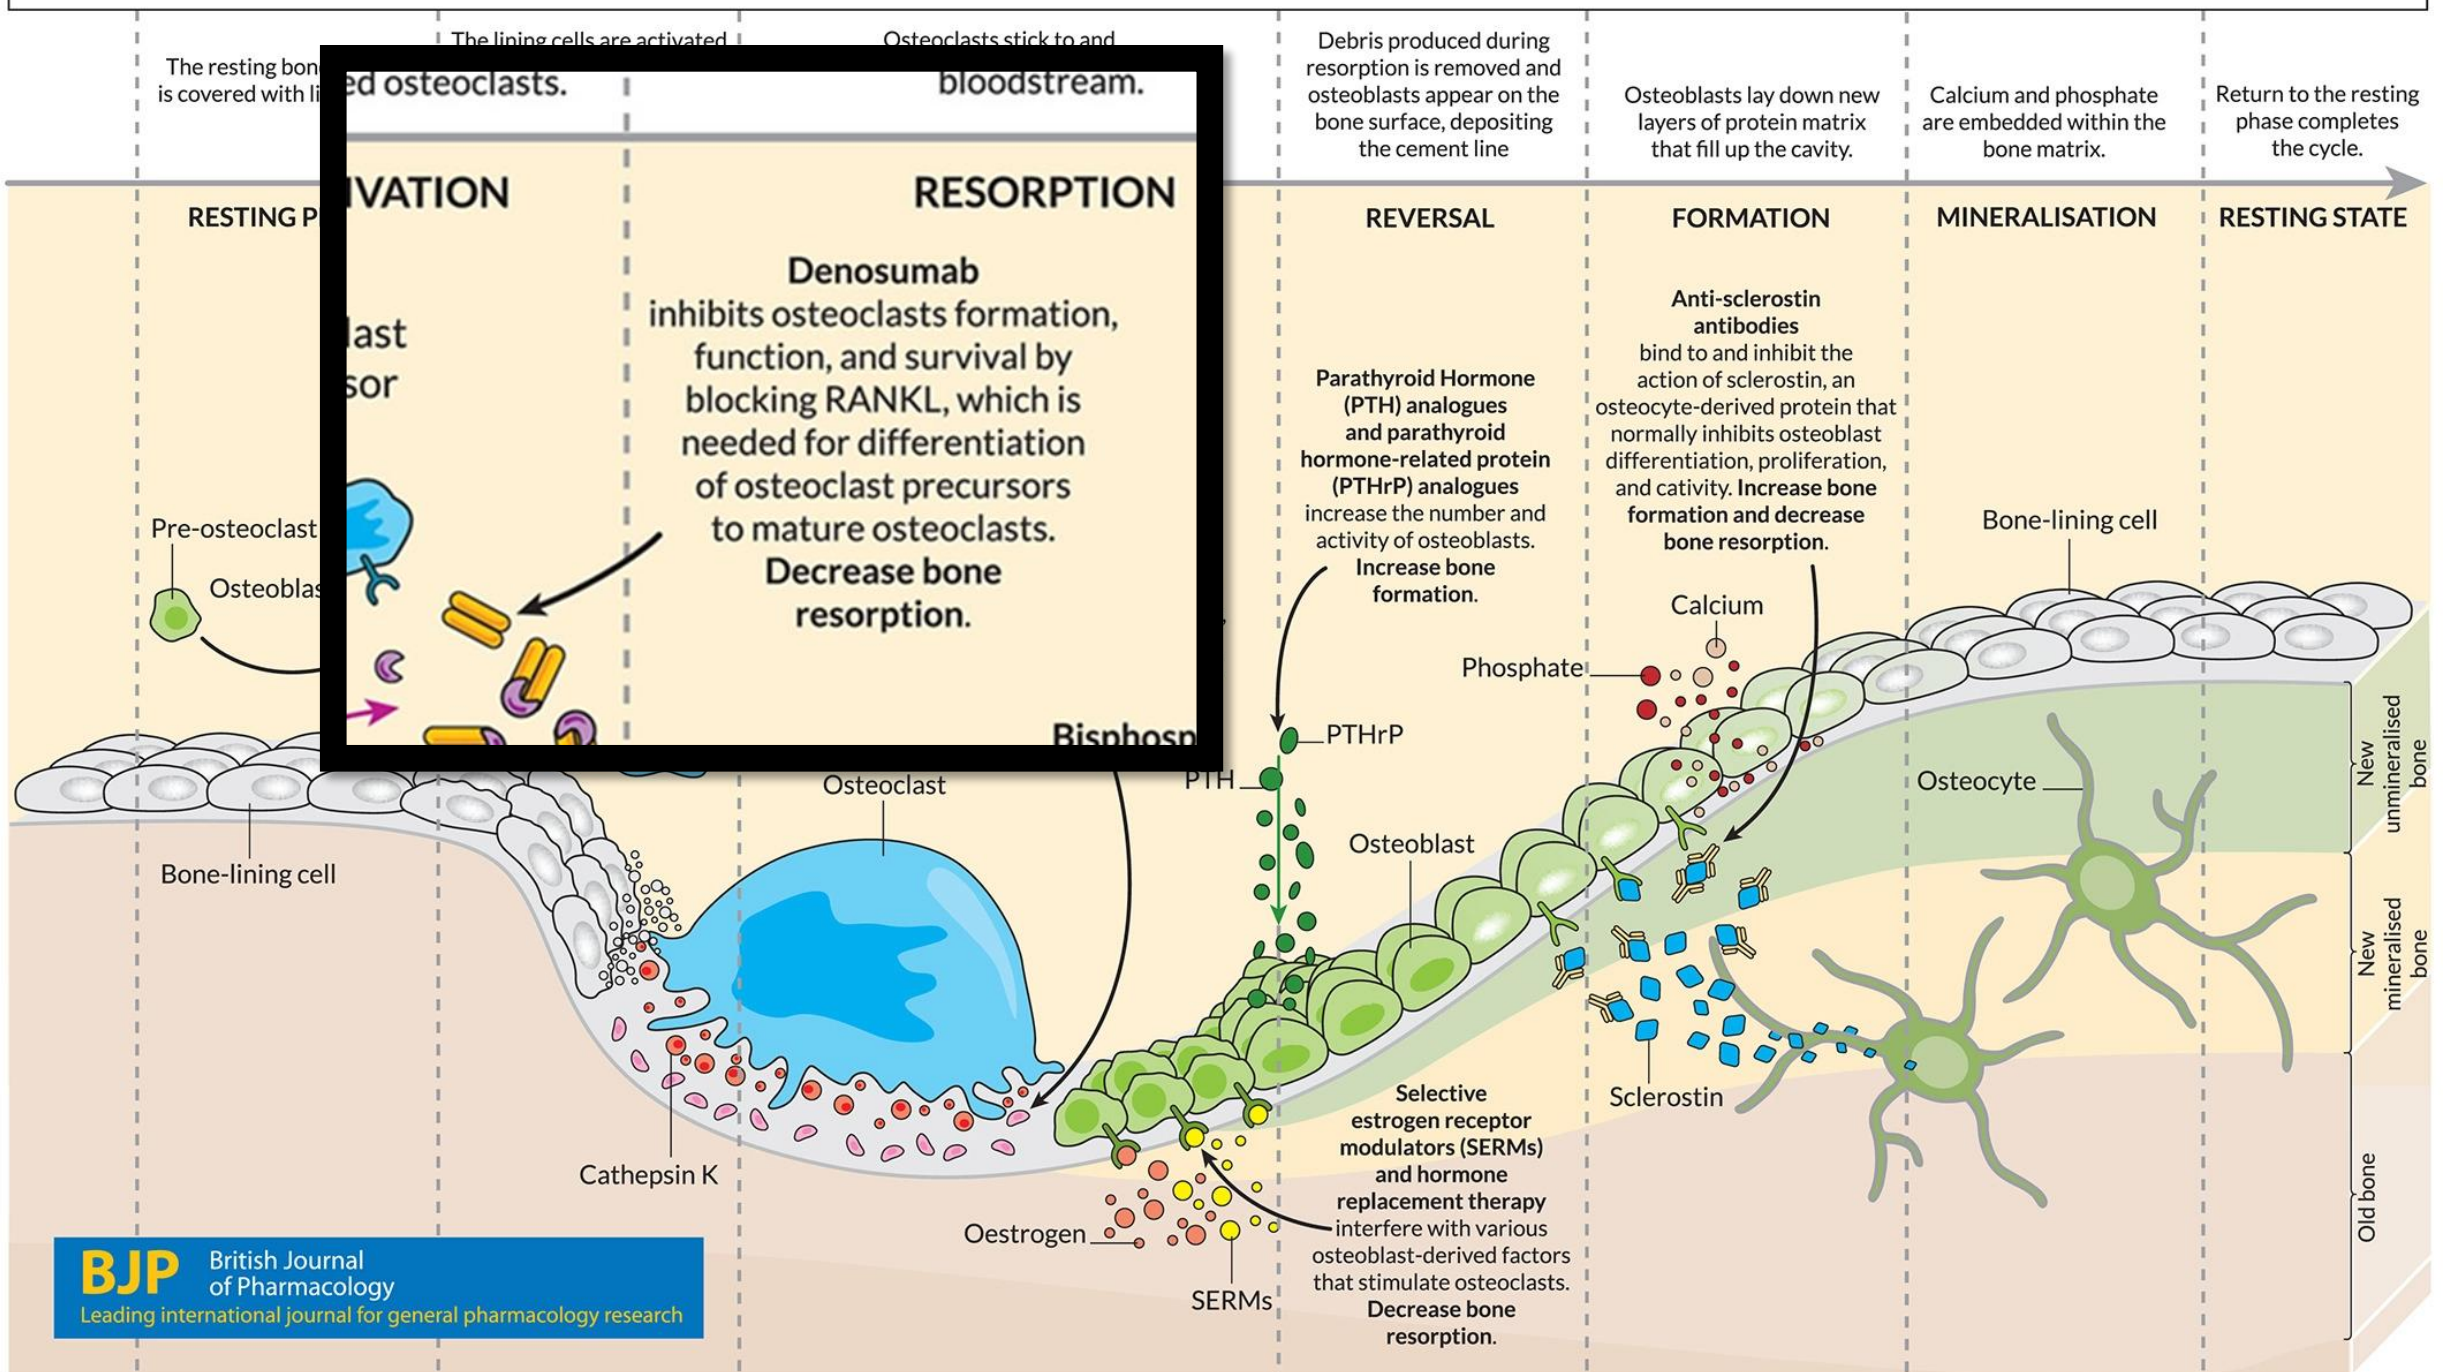 The lining cells are activated
Osteoclasts stick to and
The resting bon
is covered with li
Debris produced during
resorption is removed and
osteoblasts appear on the
bone surface, depositing
the cement line
Osteoblasts lay down new
layers of protein matrix
that fill up the cavity.
Calcium and phosphate
are embedded within the
bone matrix.
Return to the resting
phase completes
the cycle.
RESTING P
REVERSAL
FORMATION
MINERALISATION
RESTING STATE
ed osteoclasts.
bloodstream.
IVATION
RESORPTION
Denosumab
inhibits osteoclasts formation,
function, and survival by
blocking RANKL, which is
needed for differentiation
of osteoclast precursors
to mature osteoclasts.
Decrease bone
resorption.
last
sor
Bisphosp
Pre-osteoclast
Osteoblas
Parathyroid Hormone
(PTH) analogues
and parathyroid
hormone-related protein
(PTHrP) analogues
increase the number and
activity of osteoblasts.
Increase bone
formation.
Anti-sclerostin
antibodies
bind to and inhibit the
action of sclerostin, an
osteocyte-derived protein that
normally inhibits osteoblast
differentiation, proliferation,
and cativity. Increase bone
formation and decrease
bone resorption.
Bone-lining cell
Calcium
Phosphate
PTHrP
PTH
Osteoclast
Osteocyte
Osteoblast
Bone-lining cell
New
unmineralised
bone
New
mineralised
bone
Old bone
Cathepsin K
Sclerostin
Selective
estrogen receptor
modulators (SERMs)
and hormone
replacement therapy
interfere with various
osteoblast-derived factors
that stimulate osteoclasts.
Decrease bone
resorption.
Oestrogen
SERMs
BJP British Journal
of Pharmacology
Leading international journal for general pharmacology research